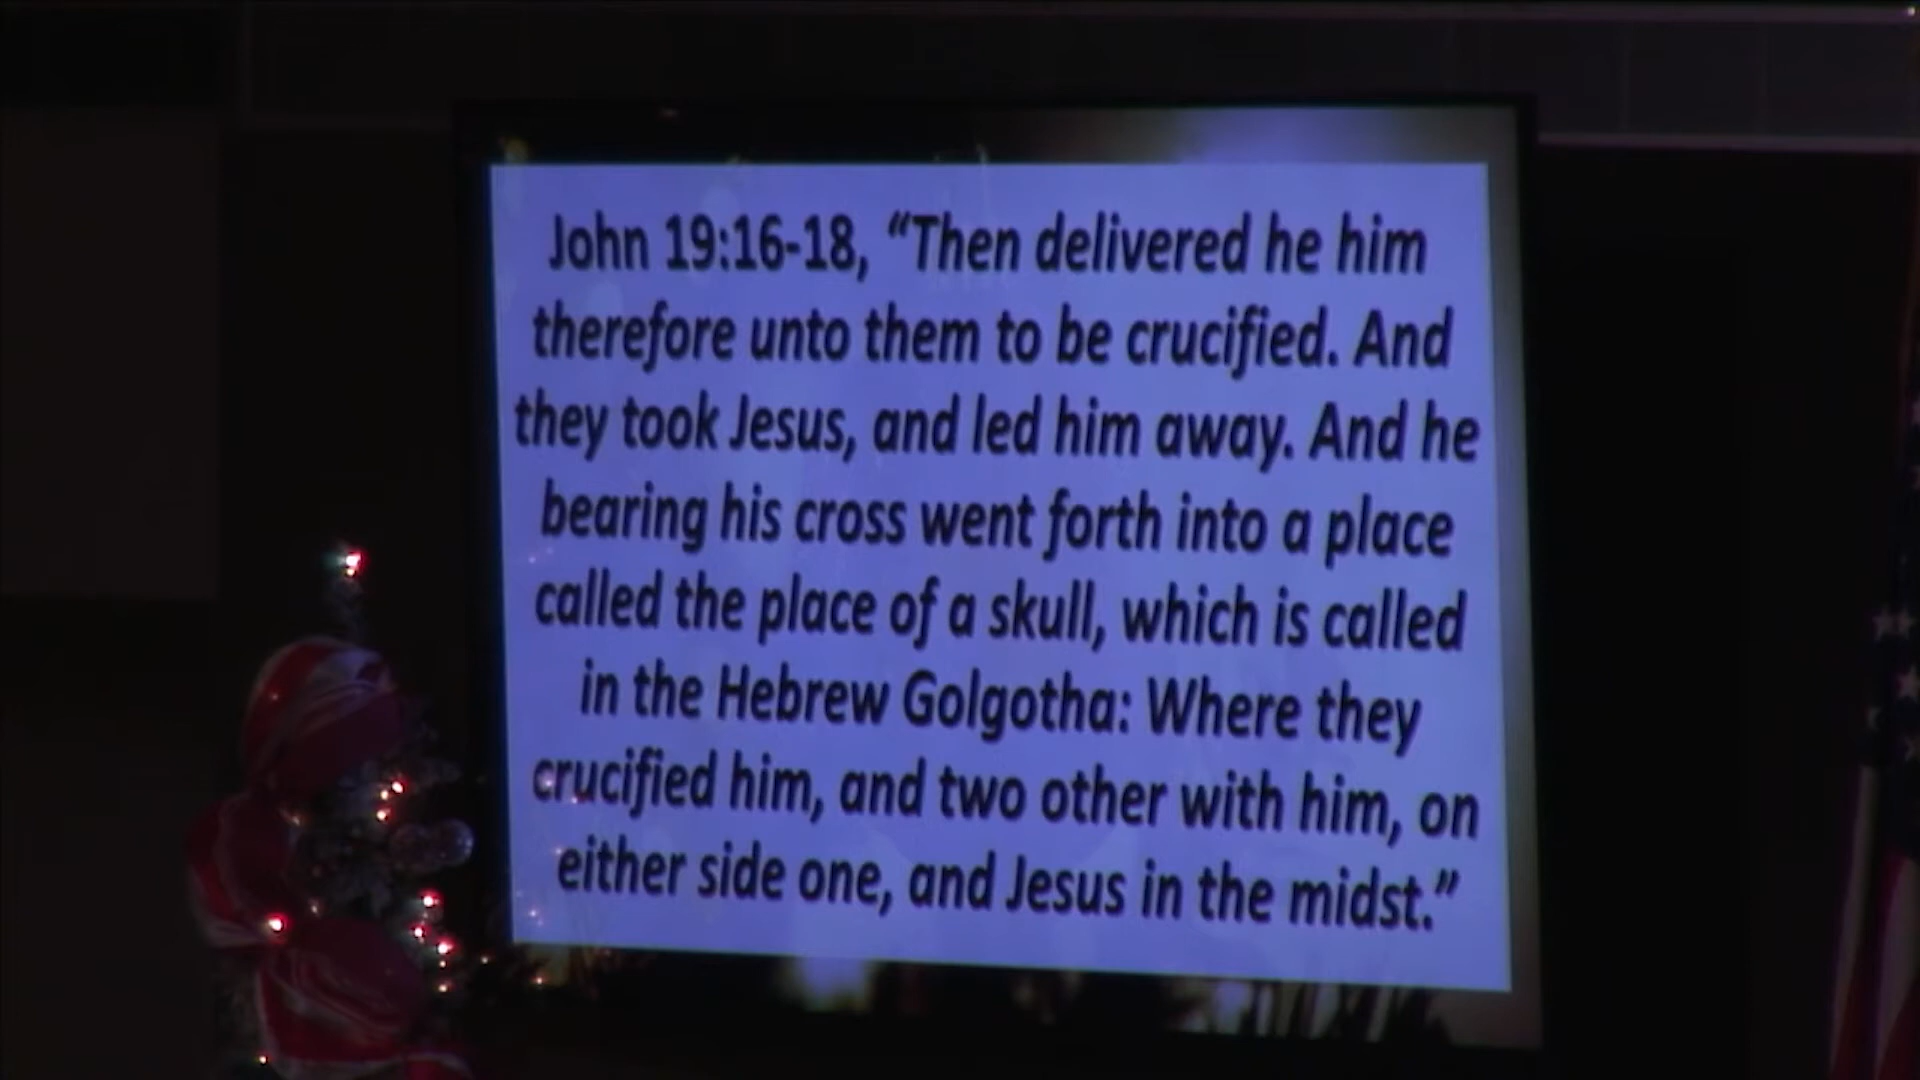 John 19:16-18, “Then delivered he him
therefore unto them to be crucified. And
they took Jesus, and led him away. And he
bearing his cross went forth into a place
called the place of a skull, which is called
in the Hebrew Golgotha: Where they
crucified him, and two other with him, on
either side one, and Jesus in the midst.”